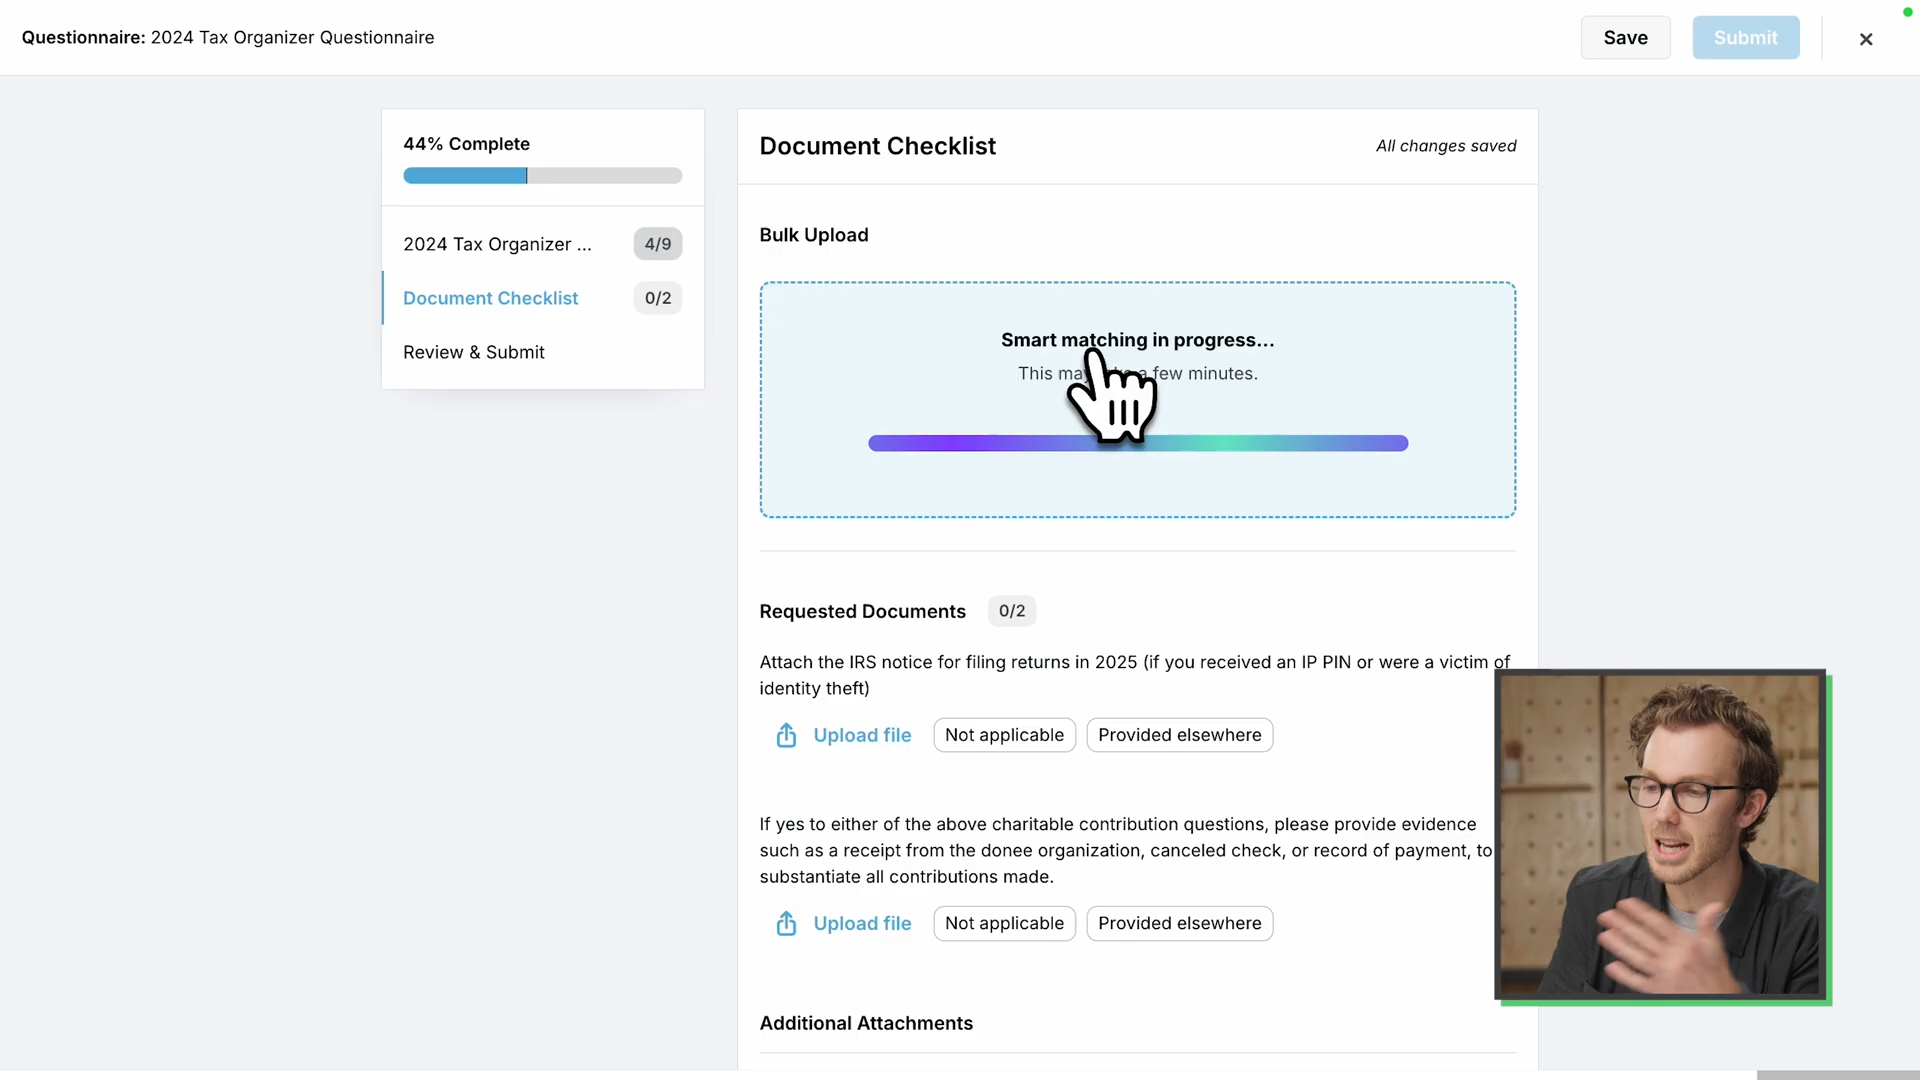 Questionnaire: 2024 Tax Organizer Questionnaire
Save
Submit
44% Complete
2024 Tax Organizer ...
4/9
Document Checklist
0/2
Review & Submit
Document Checklist
All changes saved
Bulk Upload
Smart matching in progress...
This may a few minutes.
Requested Documents
0/2
Attach the IRS notice for filing returns in 2025 (if you received an IP PIN or were a victim of
identity theft)
Upload file
Not applicable
Provided elsewhere
If yes to either of the above charitable contribution questions, please provide evidence
such as a receipt from the donee organization, canceled check, or record of payment, to
substantiate all contributions made.
Upload file
Not applicable
Provided elsewhere
Additional Attachments